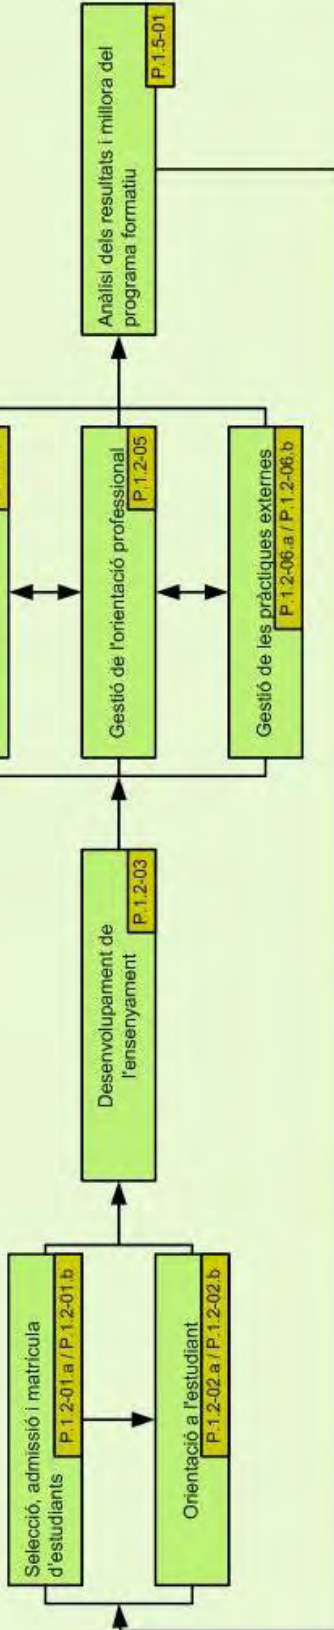 Selecció, admissió i matrícula
d'estudiants
P.1.2-01.a / P.1.2-01.b
Orientació a l'estudiant
P.1.2-02.a / P.1.2-02.b
Desenvolupament de
l'ensenyament
P.1.2-03
Gestió de l'orientació professional
P.1.2-05
Gestió de les pràctiques externes
P.1.2-06.a / P.1.2-06.b
Anàlisi dels resultats i millora del
programa formatiu
P.1.5-01